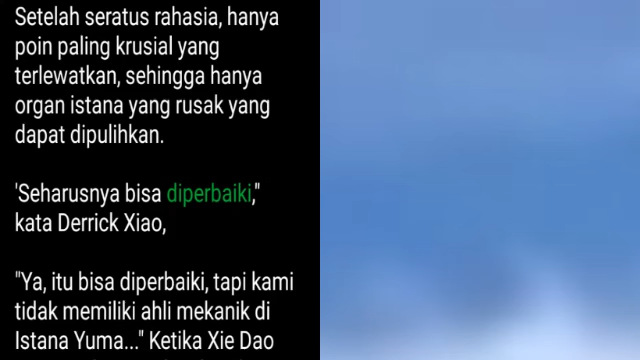 Setelah seratus rahasia, hanya
poin paling krusial yang
terlewatkan, sehingga hanya
organ istana yang rusak yang
dapat dipulihkan.
'Seharusnya bisa diperbaiki,"
kata Derrick Xiao,
"Ya, itu bisa diperbaiki, tapi kami
tidak memiliki ahli mekanik di
Istana Yuma..." Ketika Xie Dao